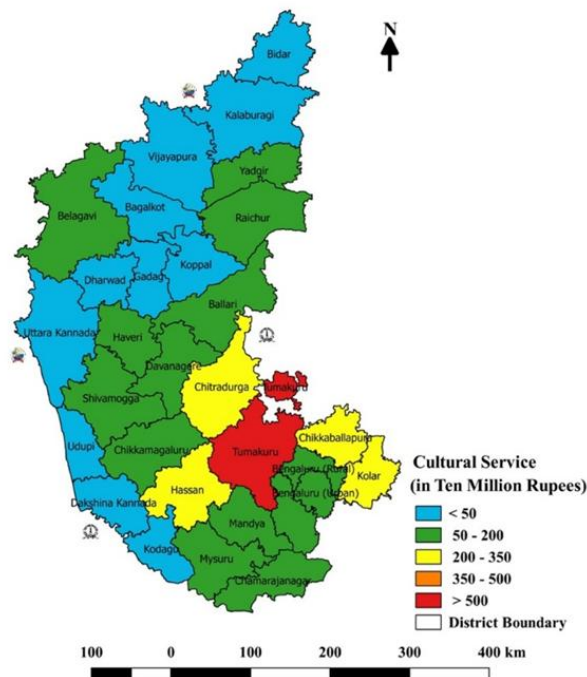 N
Bidar
Kalaburagi
Vijayapura
Yadgir
Bagalkot
Belagavi
Raichur
Koppal
Dharwad
Gadag
Ballari
Uttara Kannada
Haveri
Davanagere
Chitradurga
Tumakuru
Shivamogga
Chikkaballapura
Chikkamagaluru
Tumakuru
Udupi
Bengaluru (Rural)
Kolar
Hassan
Bengaluru (Urban)
Dakshina Kannada
Mandya
Kodagu
Mysuru
Chamarajanagar
Cultural Service
(in Ten Million Rupees)
< 50
50 - 200
200 - 350
350 - 500
> 500
District Boundary
100 0 100 200 300 400 km